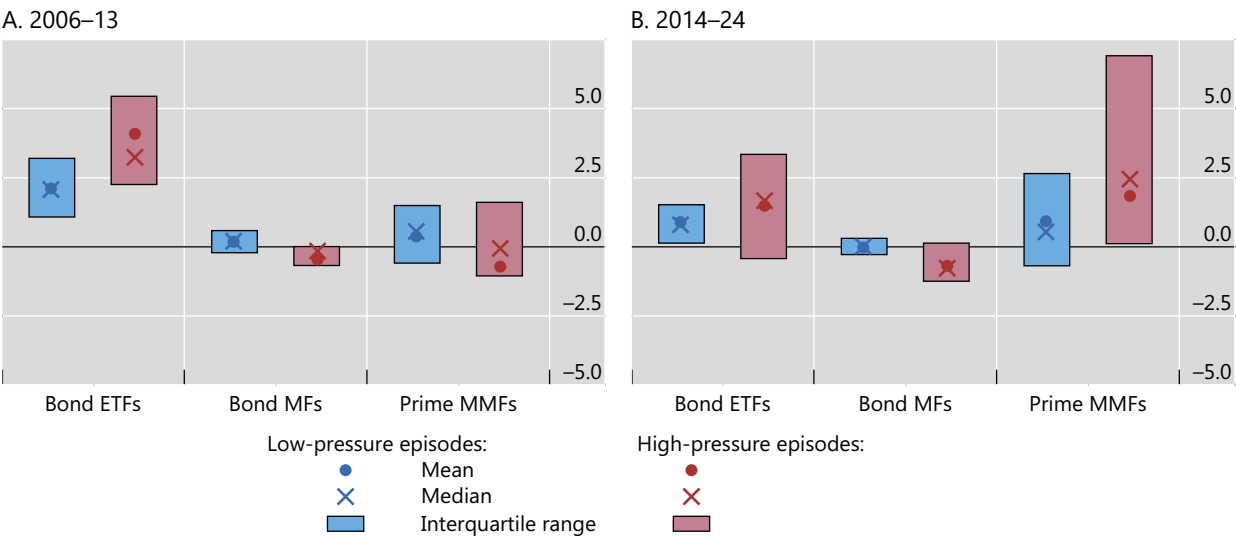 A. 2006–13
5.0
2.5
0.0
–2.5
–5.0
Bond ETFs Bond MFs Prime MMFs
B. 2014–24
5.0
2.5
0.0
–2.5
–5.0
Bond ETFs Bond MFs Prime MMFs
Low-pressure episodes: High-pressure episodes:
Mean
Median
Interquartile range